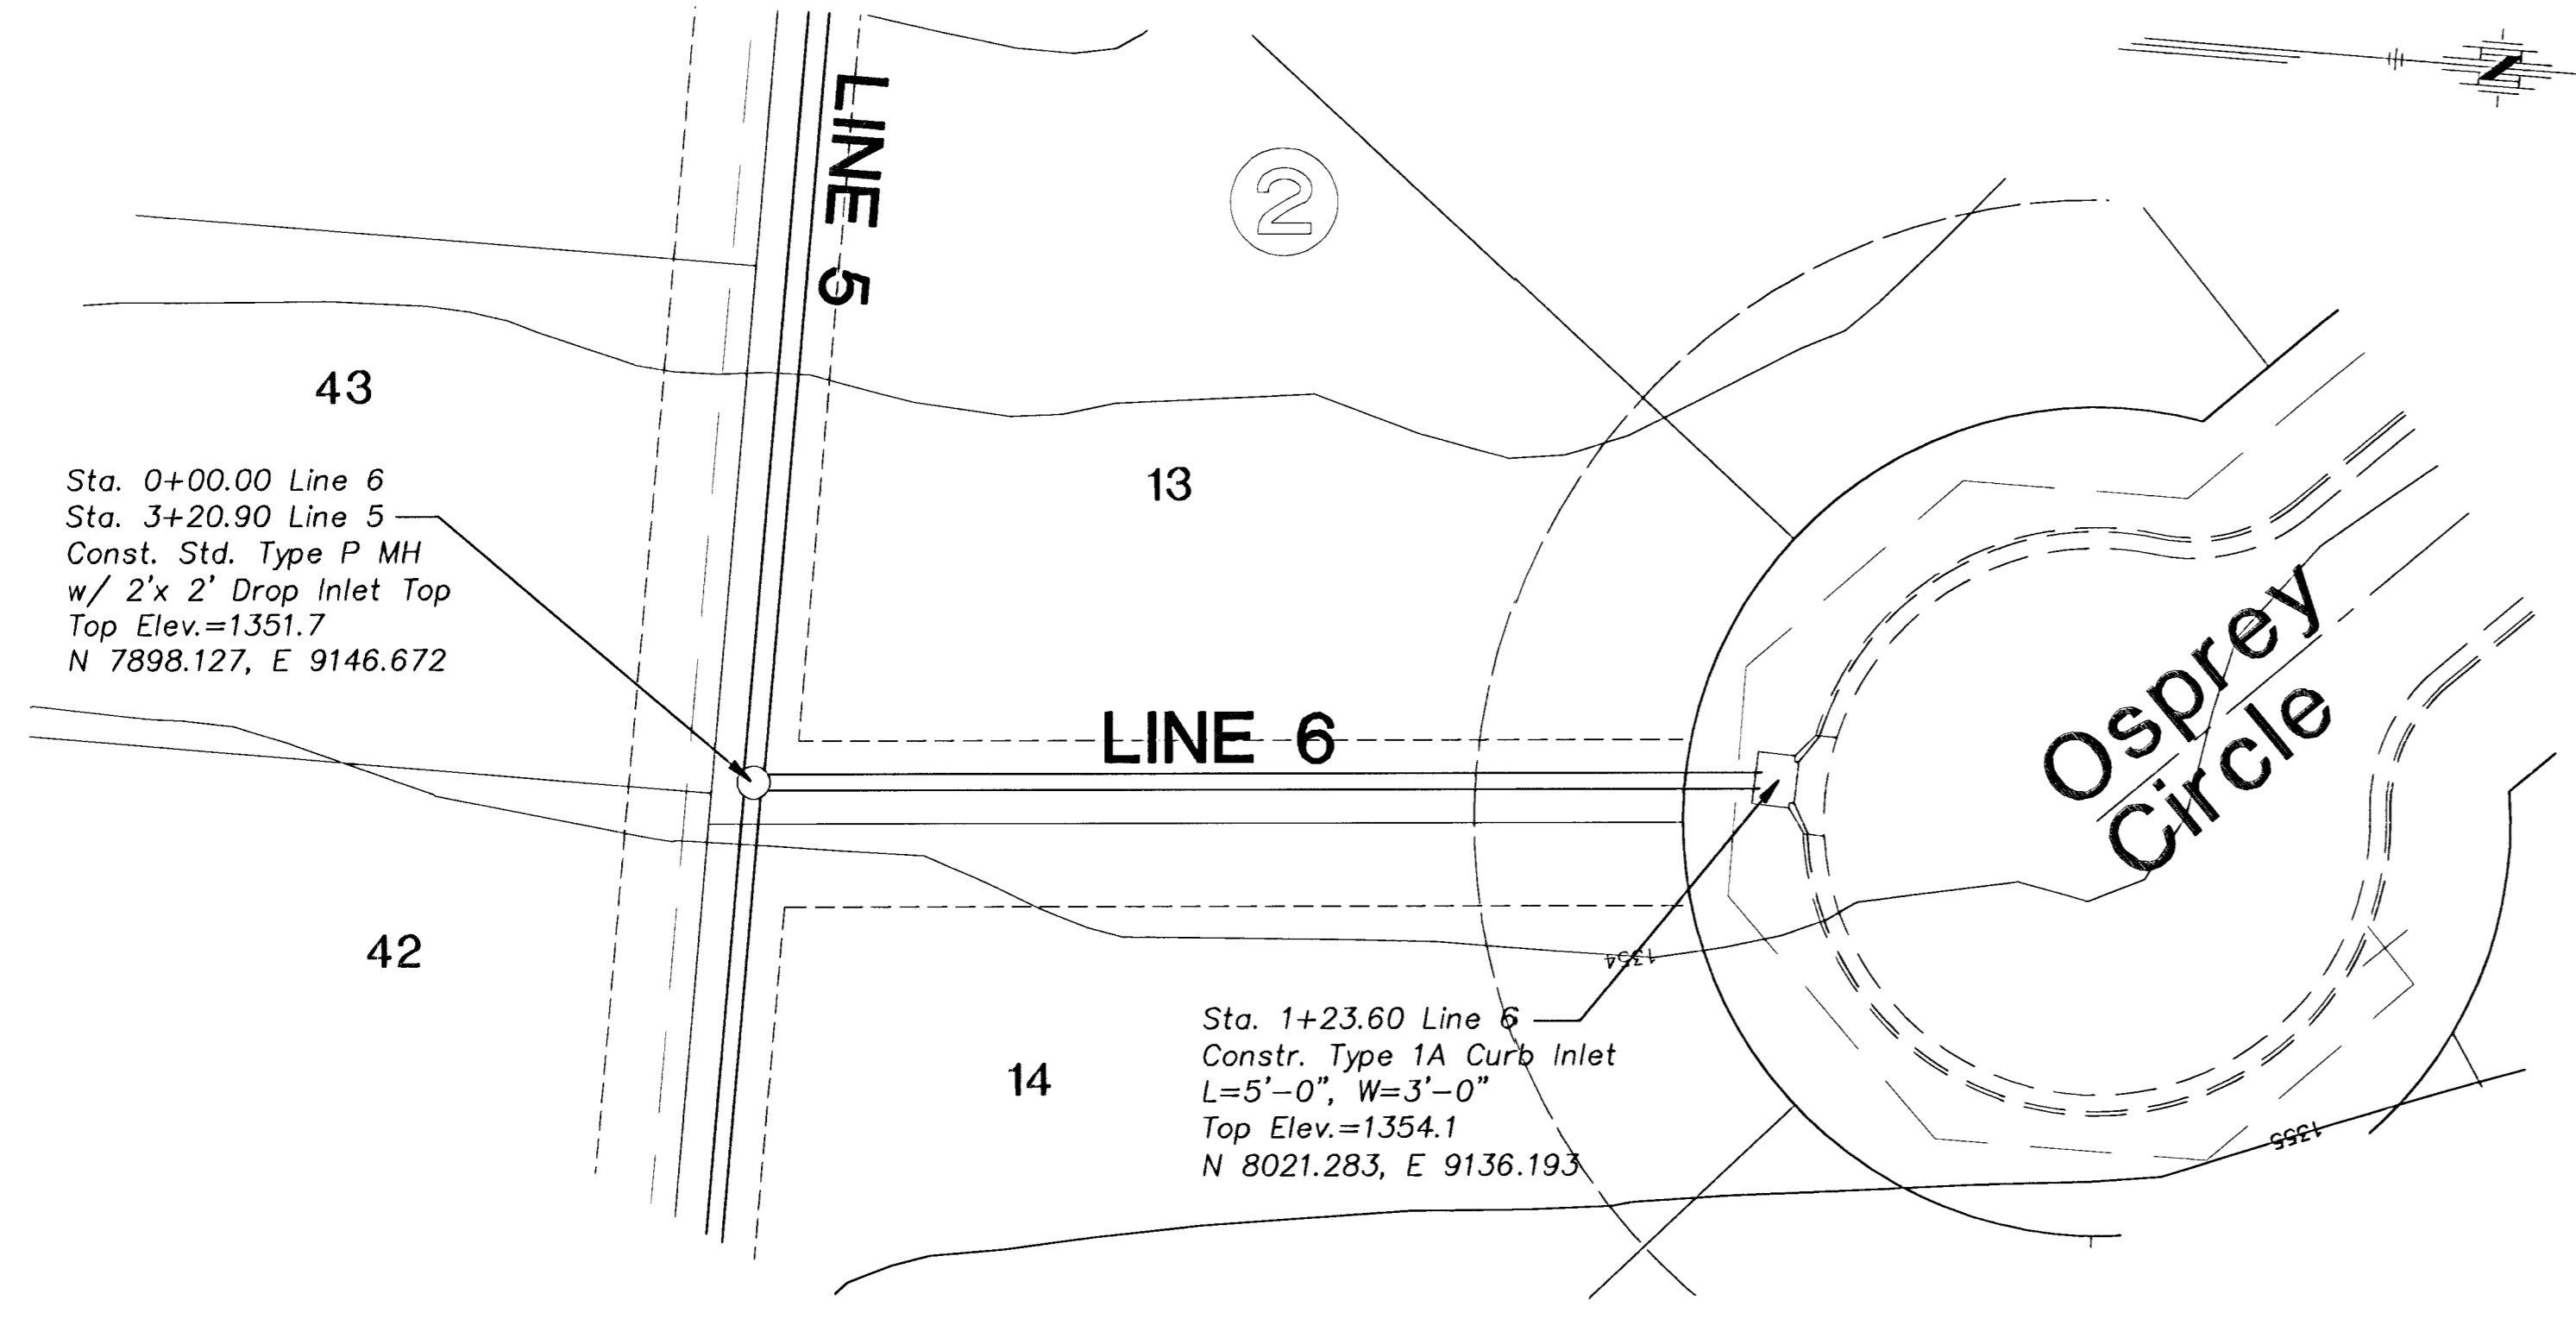 N
LINE 5
2
43
13
Sta. 0+00.00 Line 6
Sta. 3+20.90 Line 5
Const. Std. Type P MH
w/ 2'x 2' Drop Inlet Top
Top Elev.=1351.7
N 7898.127, E 9146.672
LINE 6
Osprey
Circle
42
14
1354
Sta. 1+23.60 Line 6
Constr. Type 1A Curb Inlet
L=5'-0", W=3'-0"
Top Elev.=1354.1
N 8021.283, E 9136.193
1355